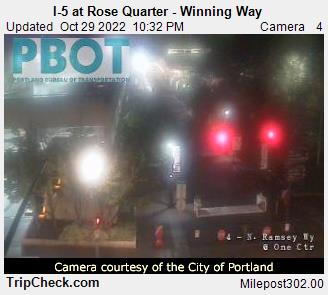 I-5 at Rose Quarter - Winning Way
Updated Oct 29 2022 10:32 PM Camera 4
PBOT
PORTLAND BUREAU OF TRANSPORTATION
4 - N. Ramsey Wy
@ One Ctr
Camera courtesy of the City of Portland
TripCheck.com Milepost302.00